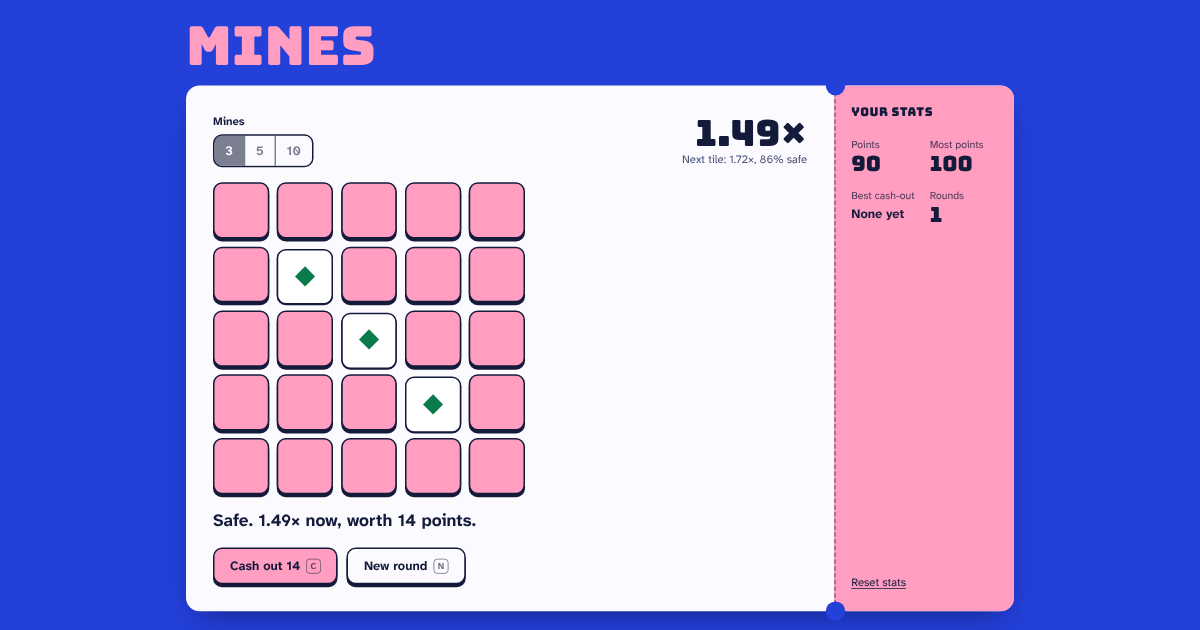 MINES
Mines
3 5 10
1.49×
Next tile: 1.72×, 86% safe
Safe. 1.49× now, worth 14 points.
Cash out 14 C
New round N
YOUR STATS
Points Most points
90 100
Best cash-out Rounds
None yet 1
Reset stats